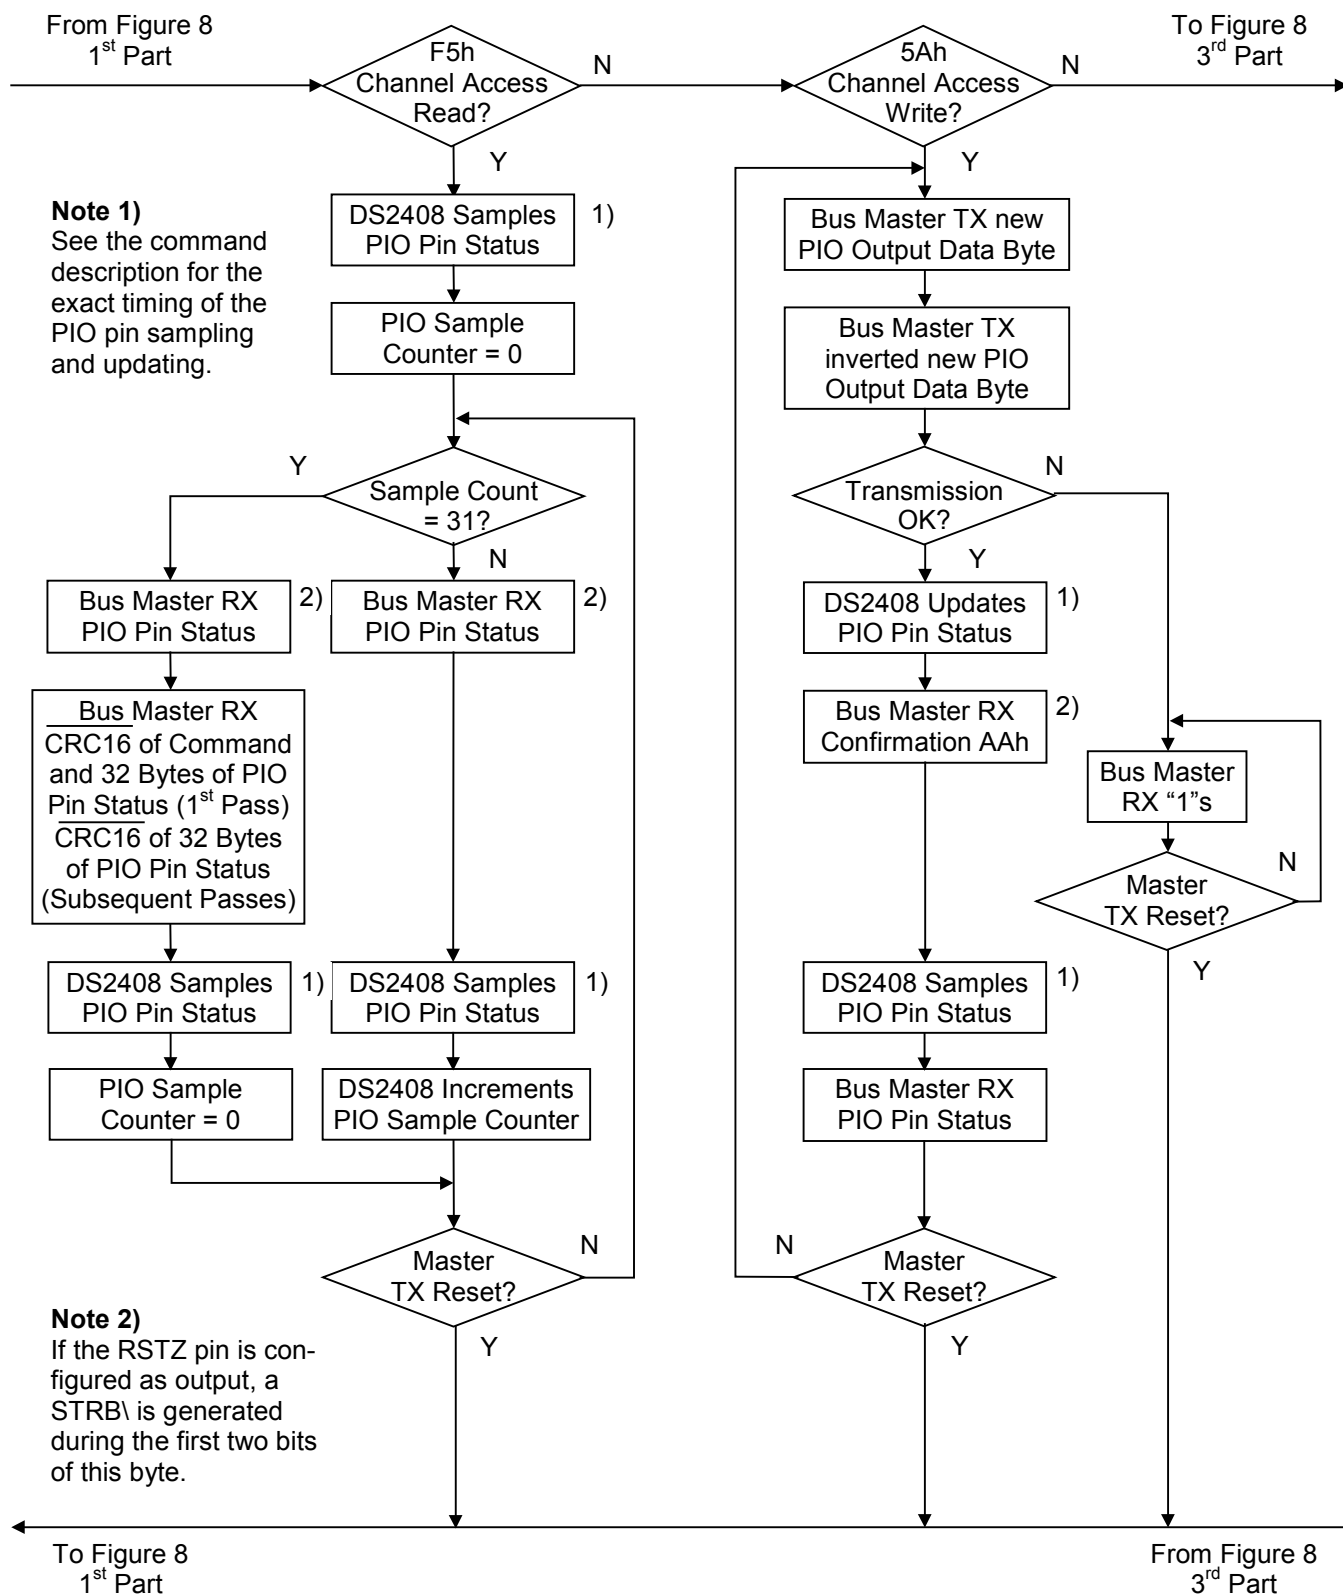 From Figure 8
1st Part
F5h
Channel Access
Read?
N
5Ah
Channel Access
Write?
N
To Figure 8
3rd Part
Y
Y
Note 1)
See the command
description for the
exact timing of the
PIO pin sampling
and updating.
DS2408 Samples
PIO Pin Status
1)
PIO Sample
Counter = 0
Sample Count
= 31?
Y
N
Bus Master RX
PIO Pin Status
2)
Bus Master RX
CRC16 of Command
and 32 Bytes of PIO
Pin Status (1st Pass)
CRC16 of 32 Bytes
of PIO Pin Status
(Subsequent Passes)
DS2408 Samples
PIO Pin Status
1)
PIO Sample
Counter = 0
Bus Master RX
PIO Pin Status
2)
DS2408 Samples
PIO Pin Status
1)
DS2408 Increments
PIO Sample Counter
Master
TX Reset?
N
Y
Note 2)
If the RSTZ pin is con-
figured as output, a
STRB\ is generated
during the first two bits
of this byte.
Bus Master TX new
PIO Output Data Byte
Bus Master TX
inverted new PIO
Output Data Byte
Transmission
OK?
N
Y
DS2408 Updates
PIO Pin Status
1)
Bus Master RX
Confirmation AAh
2)
DS2408 Samples
PIO Pin Status
1)
Bus Master RX
PIO Pin Status
Master
TX Reset?
N
Y
Bus Master
RX “1”s
Master
TX Reset?
N
Y
To Figure 8
1st Part
From Figure 8
3rd Part